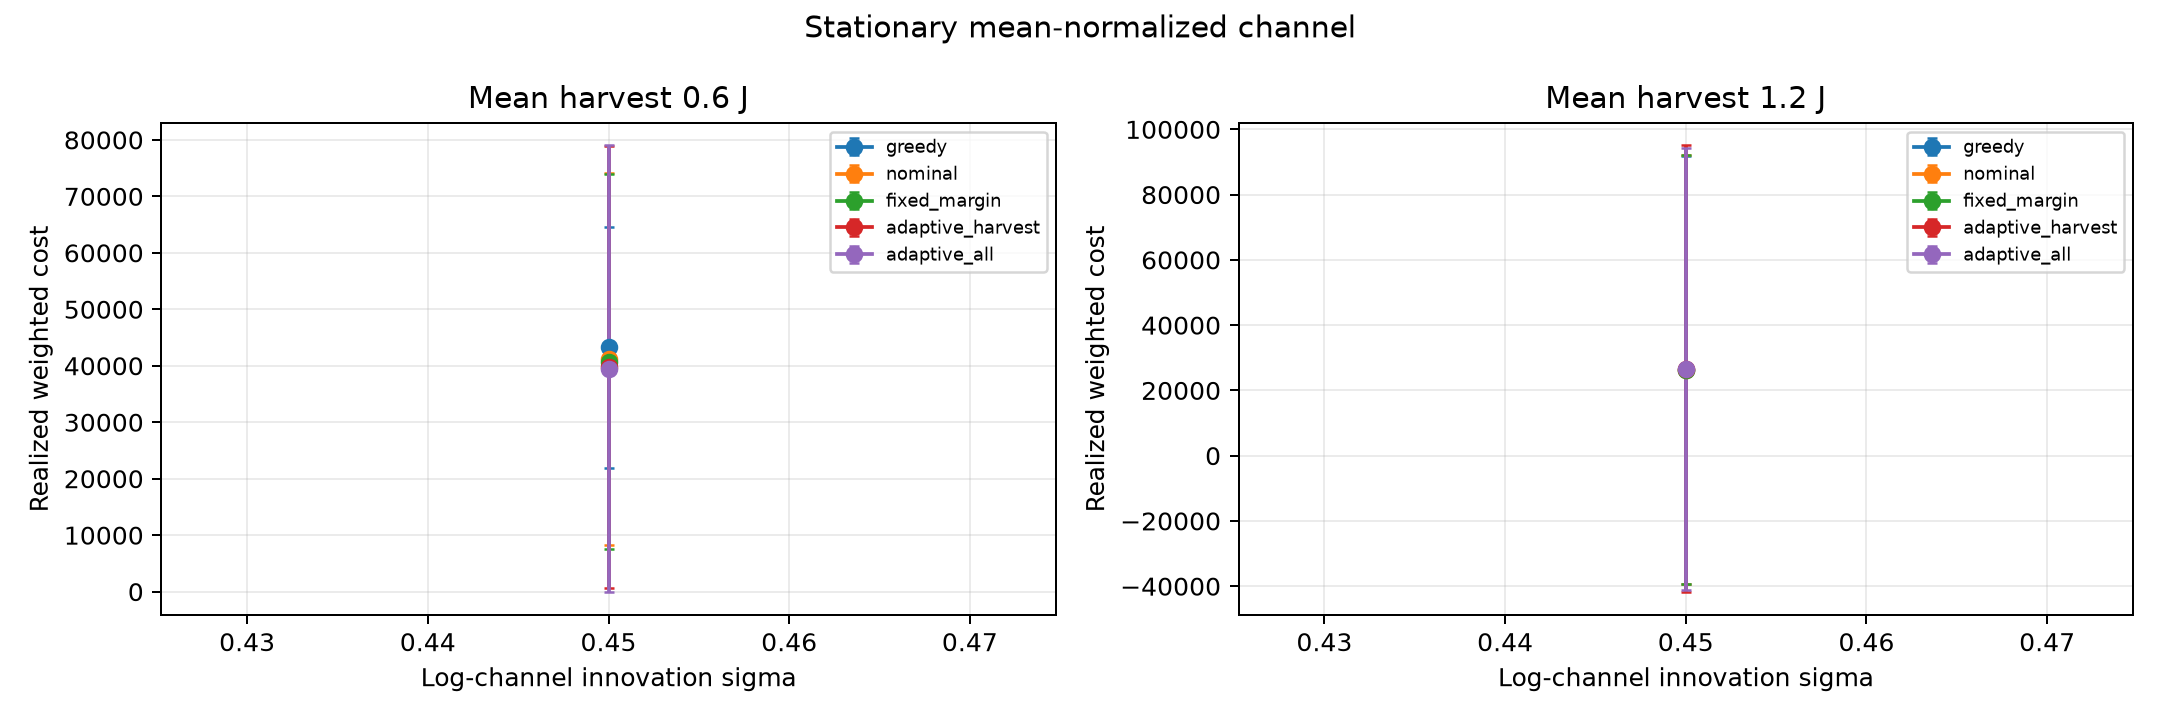 Stationary mean-normalized channel
Mean harvest 0.6 J
80000
70000
60000
50000
40000
30000
20000
10000
0
Realized weighted cost
0.43
0.44
0.45
0.46
0.47
Log-channel innovation sigma
greedy
nominal
fixed_margin
adaptive_harvest
adaptive_all
Mean harvest 1.2 J
100000
80000
60000
40000
20000
0
−20000
−40000
Realized weighted cost
0.43
0.44
0.45
0.46
0.47
Log-channel innovation sigma
greedy
nominal
fixed_margin
adaptive_harvest
adaptive_all